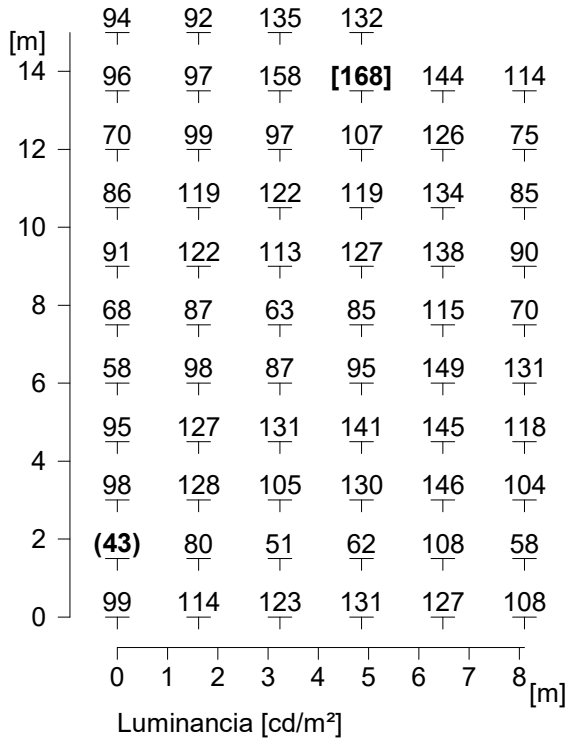 94 92 135 132
[m]
14 96 97 158 [168] 144 114
12 70 99 97 107 126 75
86 119 122 119 134 85
10
91 122 113 127 138 90
8 68 87 63 85 115 70
58 98 87 95 149 131
6
95 127 131 141 145 118
4
98 128 105 130 146 104
2 (43) 80 51 62 108 58
0 99 114 123 131 127 108
0 1 2 3 4 5 6 7 8 [m]
Luminancia [cd/m²]